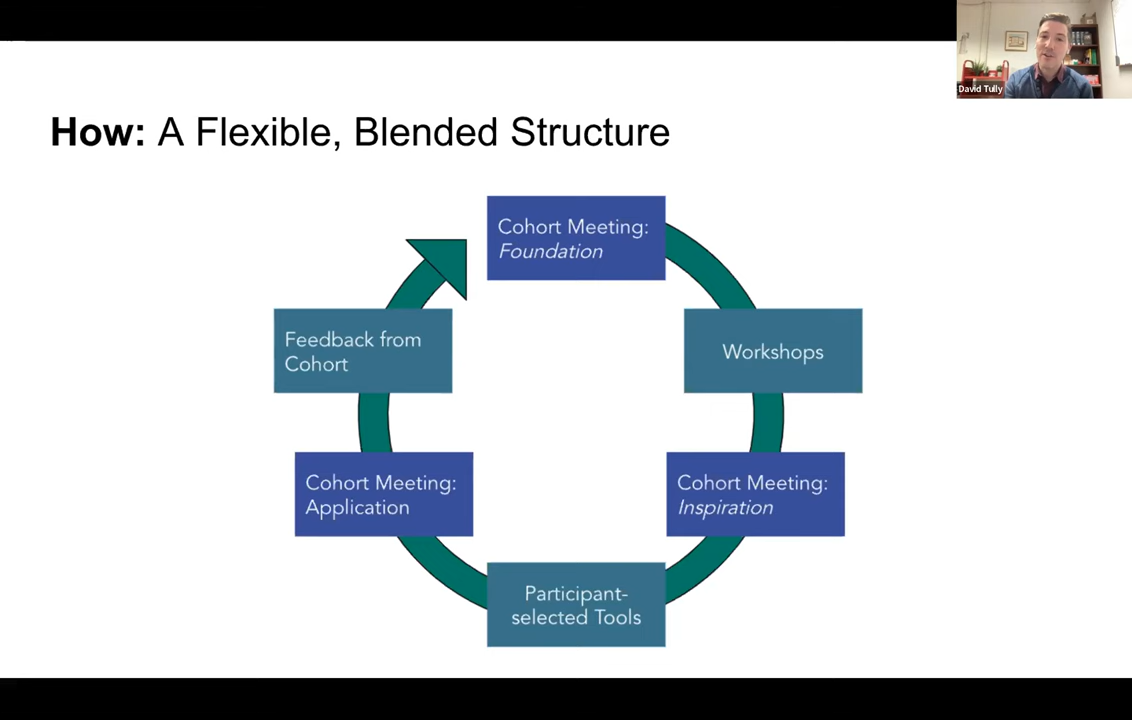 David Tully
How: A Flexible, Blended Structure
Cohort Meeting:
Foundation
Workshops
Cohort Meeting:
Inspiration
Participant-
selected Tools
Cohort Meeting:
Application
Feedback from
Cohort